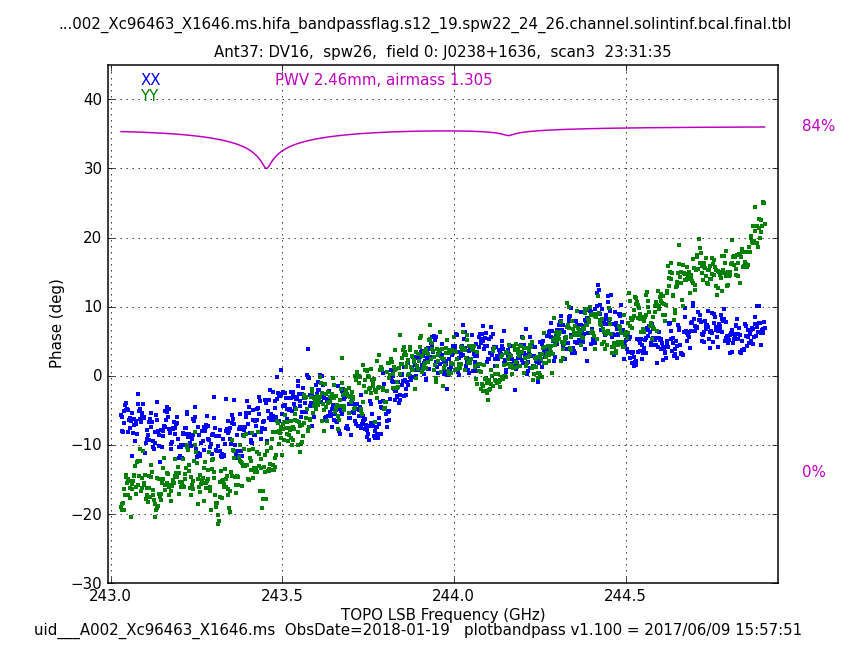 ...002_Xc96463_X1646.ms.hifa_bandpassflag.s12_19.spw22_24_26.channel.solintinf.bcal.final.tbl
Ant37: DV16, spw26, field 0: J0238+1636, scan3 23:31:35
XX
PWV 2.46mm, airmass 1.305
YY
40
84%
30
20
10
0
Phase (deg)
−10
0%
−20
−30
243.0 243.5 244.0 244.5
TOPO LSB Frequency (GHz)
uid___A002_Xc96463_X1646.ms ObsDate=2018-01-19 plotbandpass v1.100 = 2017/06/09 15:57:51